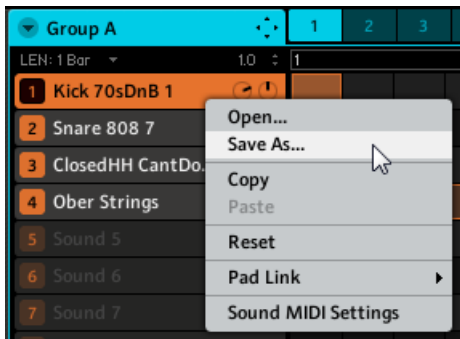 Group A 1 2 3
LEN: 1 Bar 1.0 1
1 Kick 70sDnB 1
2 Snare 808 7
3 ClosedHH CantDo.
4 Ober Strings
5 Sound 5
6 Sound 6
7 Sound 7
Open...
Save As...
Copy
Paste
Reset
Pad Link
Sound MIDI Settings